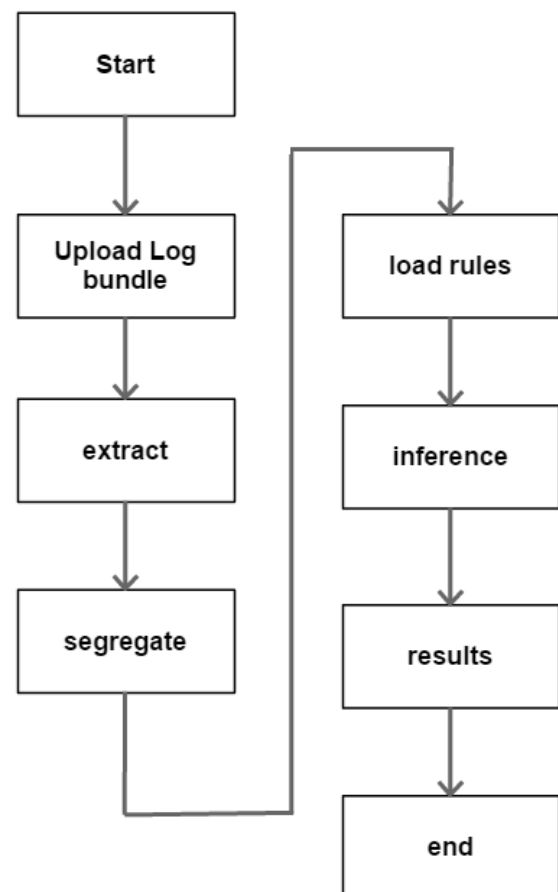 Start
Upload Log
bundle
extract
segregate
load rules
inference
results
end